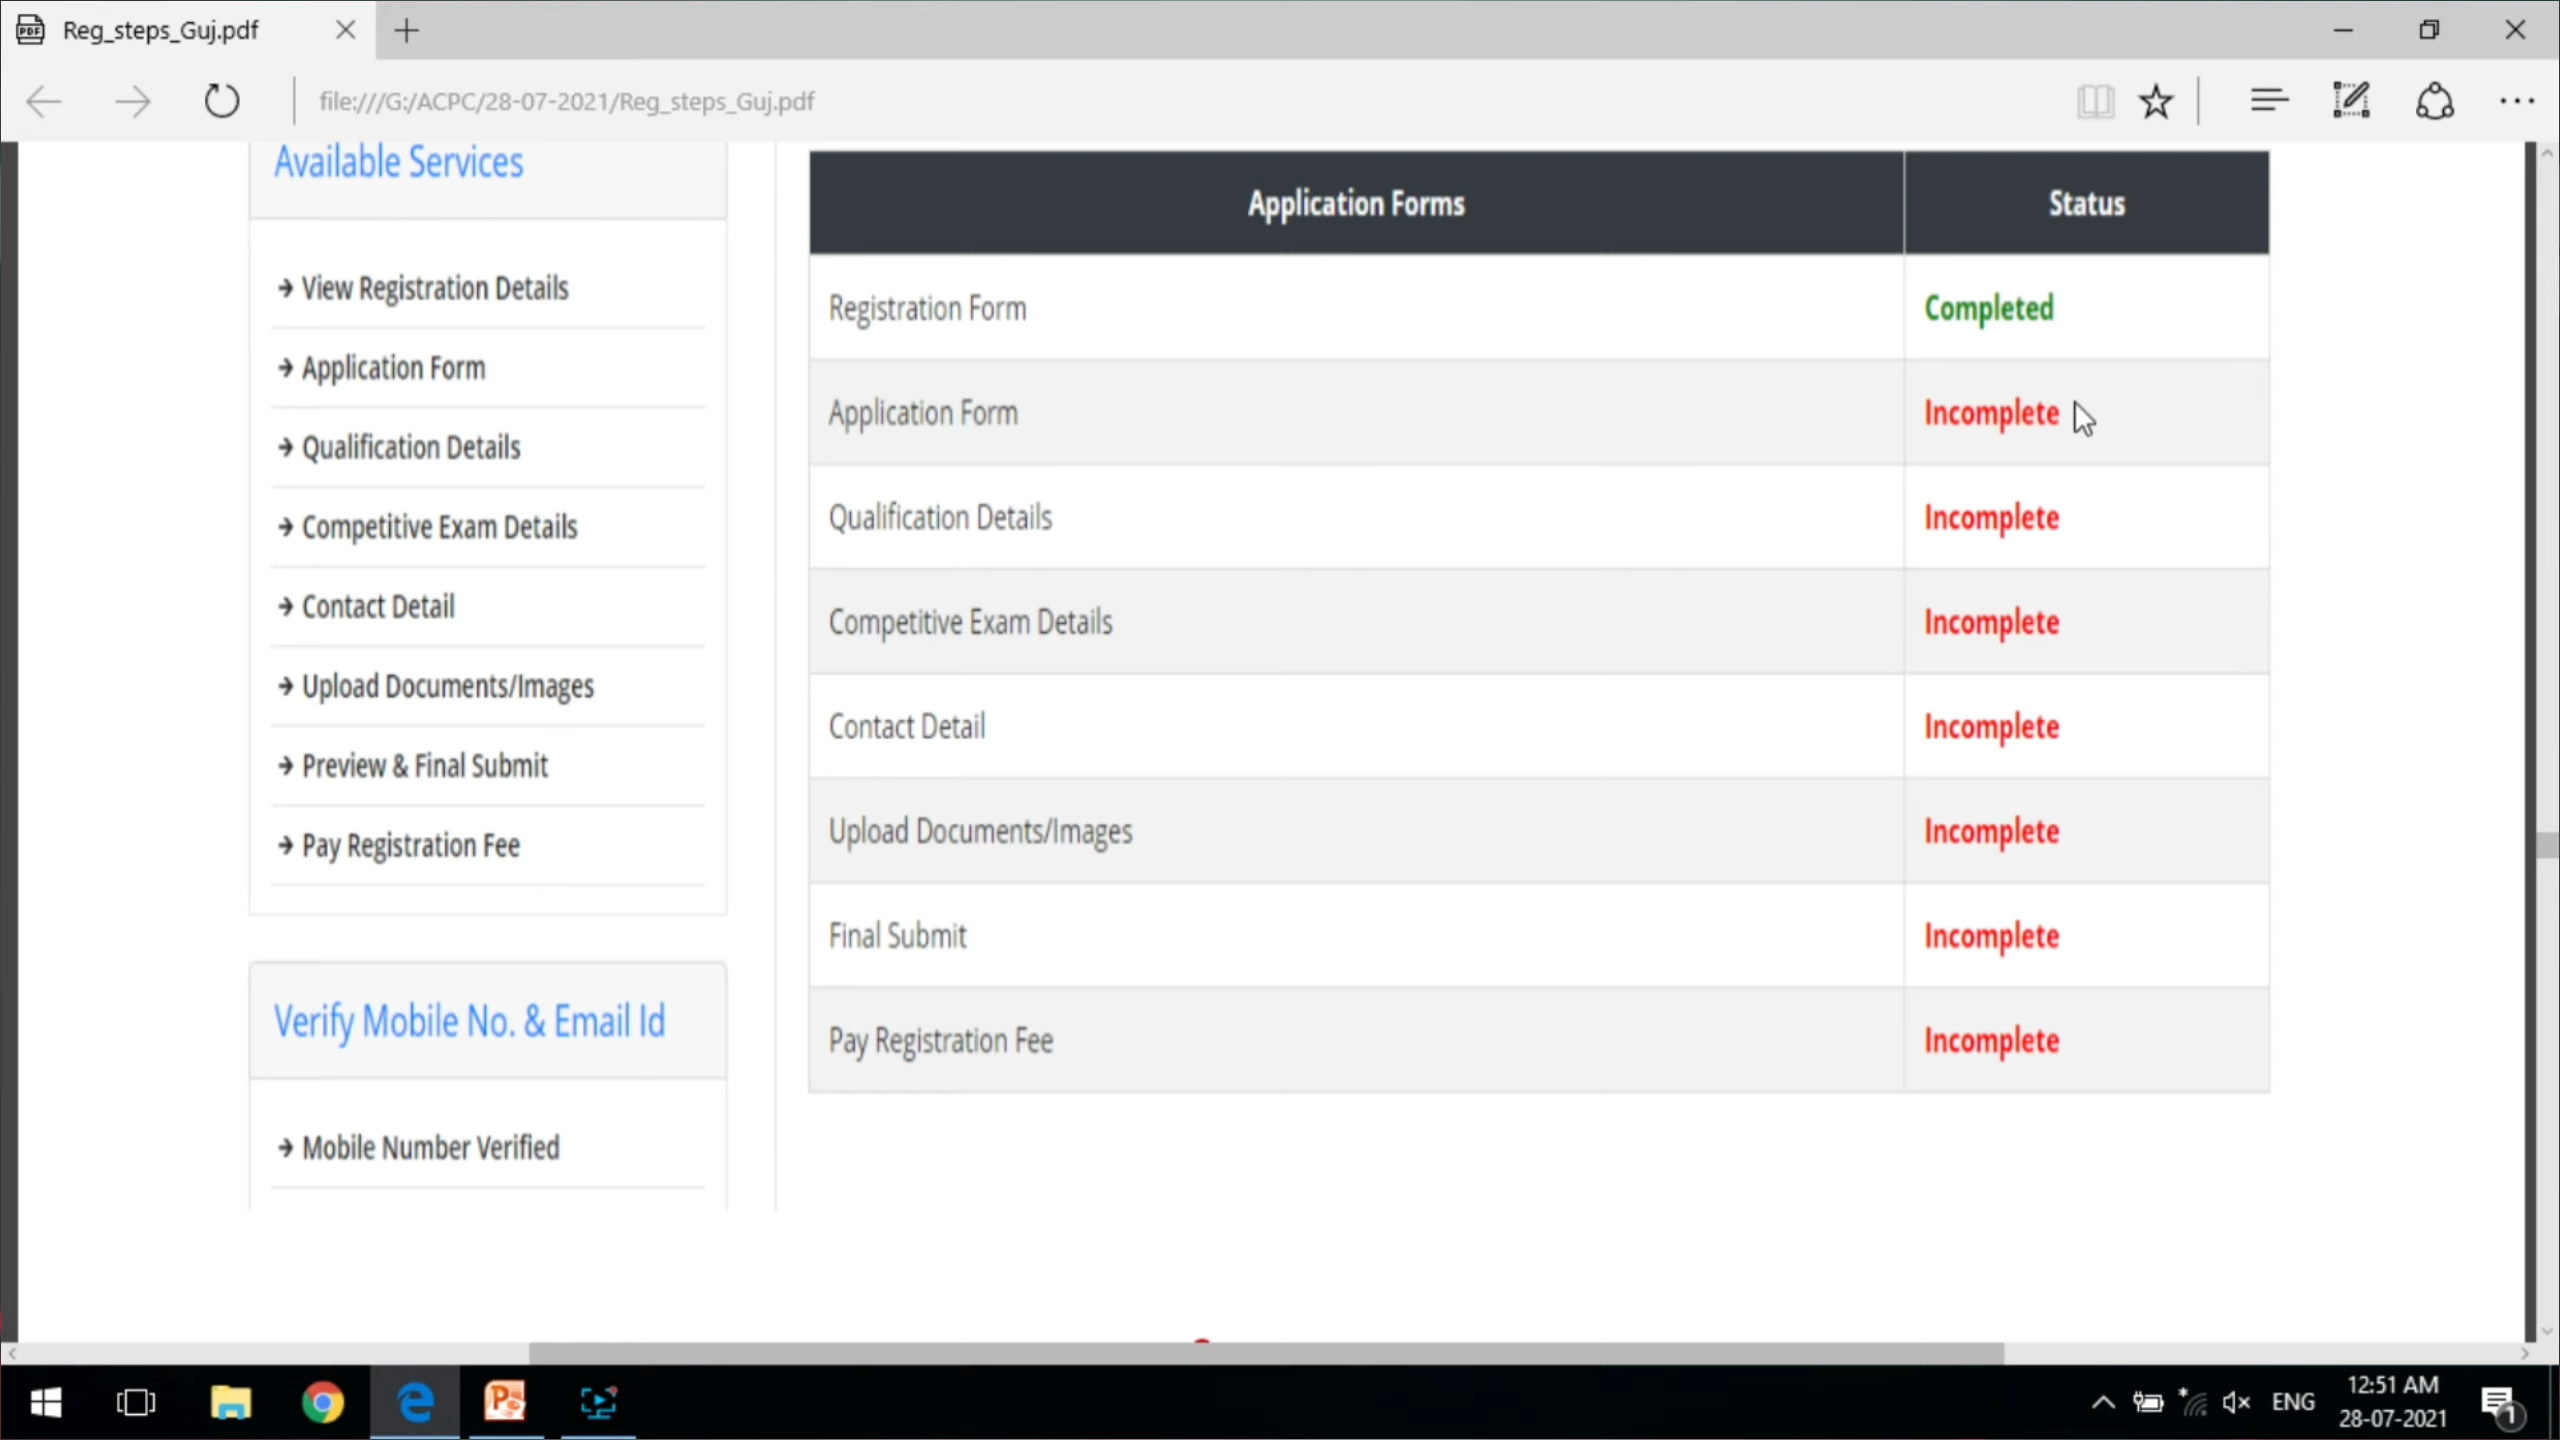 Reg_steps_Guj.pdf
file:///G:/ACPC/28-07-2021/Reg_steps_Guj.pdf
Available Services
View Registration Details
Application Form
Qualification Details
Competitive Exam Details
Contact Detail
Upload Documents/Images
Preview & Final Submit
Pay Registration Fee
Verify Mobile No. & Email Id
Mobile Number Verified
Application Forms Status
Registration Form Completed
Application Form Incomplete
Qualification Details Incomplete
Competitive Exam Details Incomplete
Contact Detail Incomplete
Upload Documents/Images Incomplete
Final Submit Incomplete
Pay Registration Fee Incomplete
ENG
12:51 AM
28-07-2021
1